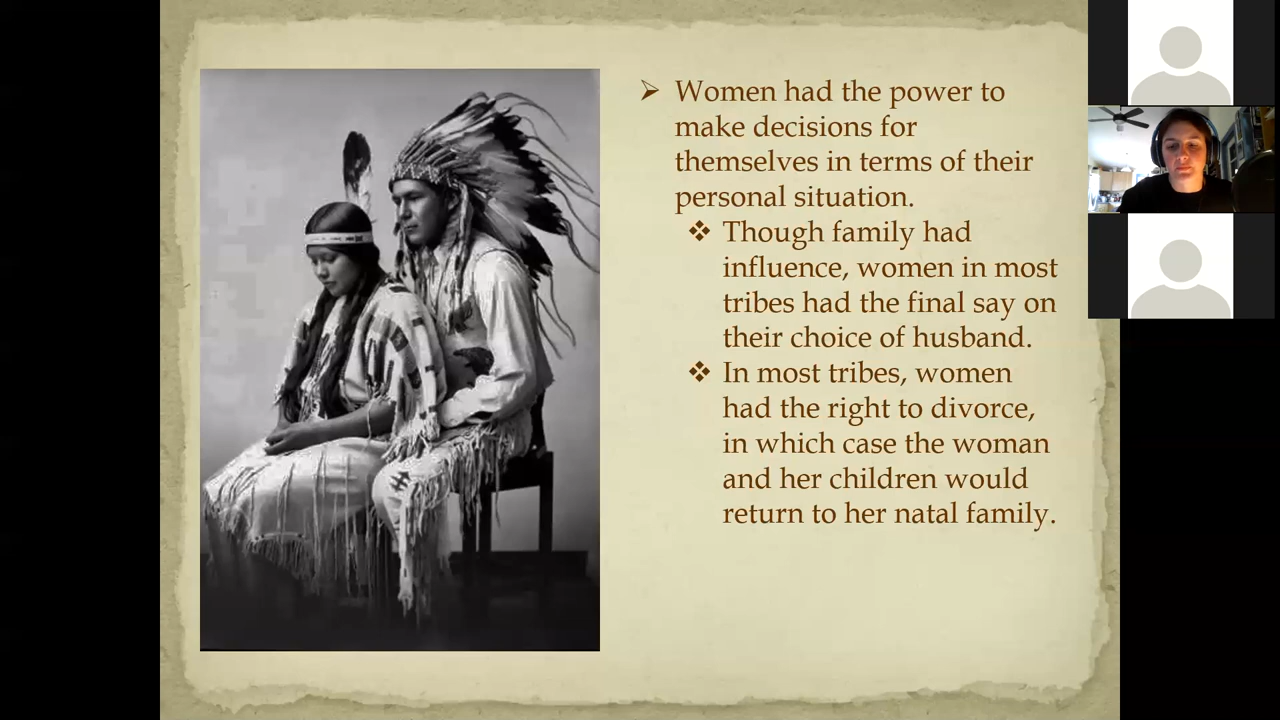 Women had the power to
make decisions for
themselves in terms of their
personal situation.
Though family had
influence, women in most
tribes had the final say on
their choice of husband.
In most tribes, women
had the right to divorce,
in which case the woman
and her children would
return to her natal family.